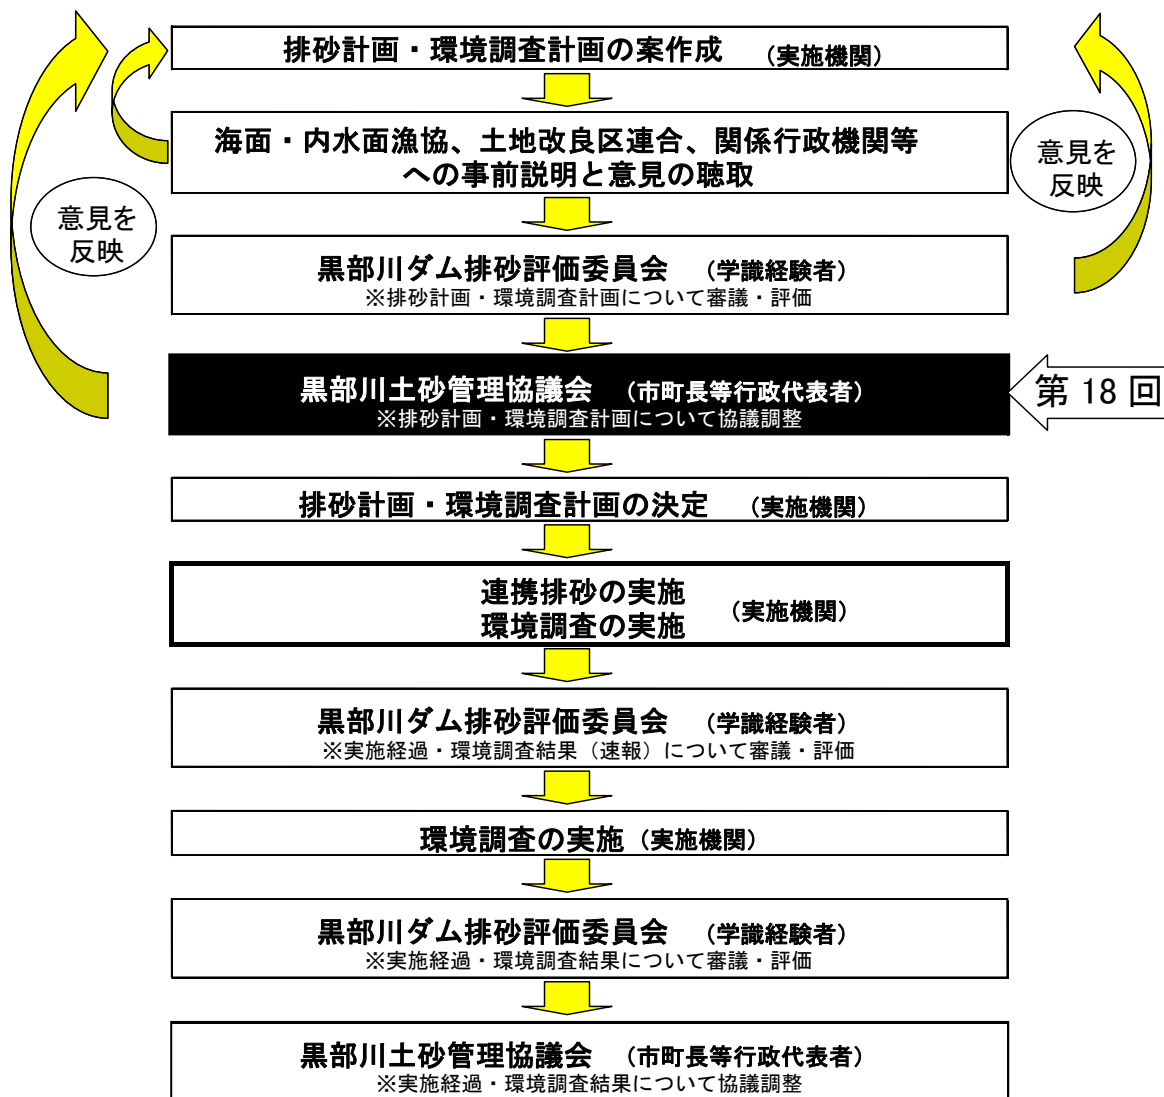 排砂計画・環境調査計画の案作成 (実施機関)
海面・内水面漁協、土地改良区連合、関係行政機関等
への事前説明と意見の聴取
意見を
反映
意見を
反映
黒部川ダム排砂評価委員会 (学識経験者)
※排砂計画・環境調査計画について審議・評価
黒部川土砂管理協議会 (市町長等行政代表者)
※排砂計画・環境調査計画について協議調整
第 18 回
排砂計画・環境調査計画の決定 (実施機関)
連携排砂の実施
環境調査の実施
(実施機関)
黒部川ダム排砂評価委員会 (学識経験者)
※実施経過・環境調査結果（速報）について審議・評価
環境調査の実施 (実施機関)
黒部川ダム排砂評価委員会 (学識経験者)
※実施経過・環境調査結果について審議・評価
黒部川土砂管理協議会 (市町長等行政代表者)
※実施経過・環境調査結果について協議調整